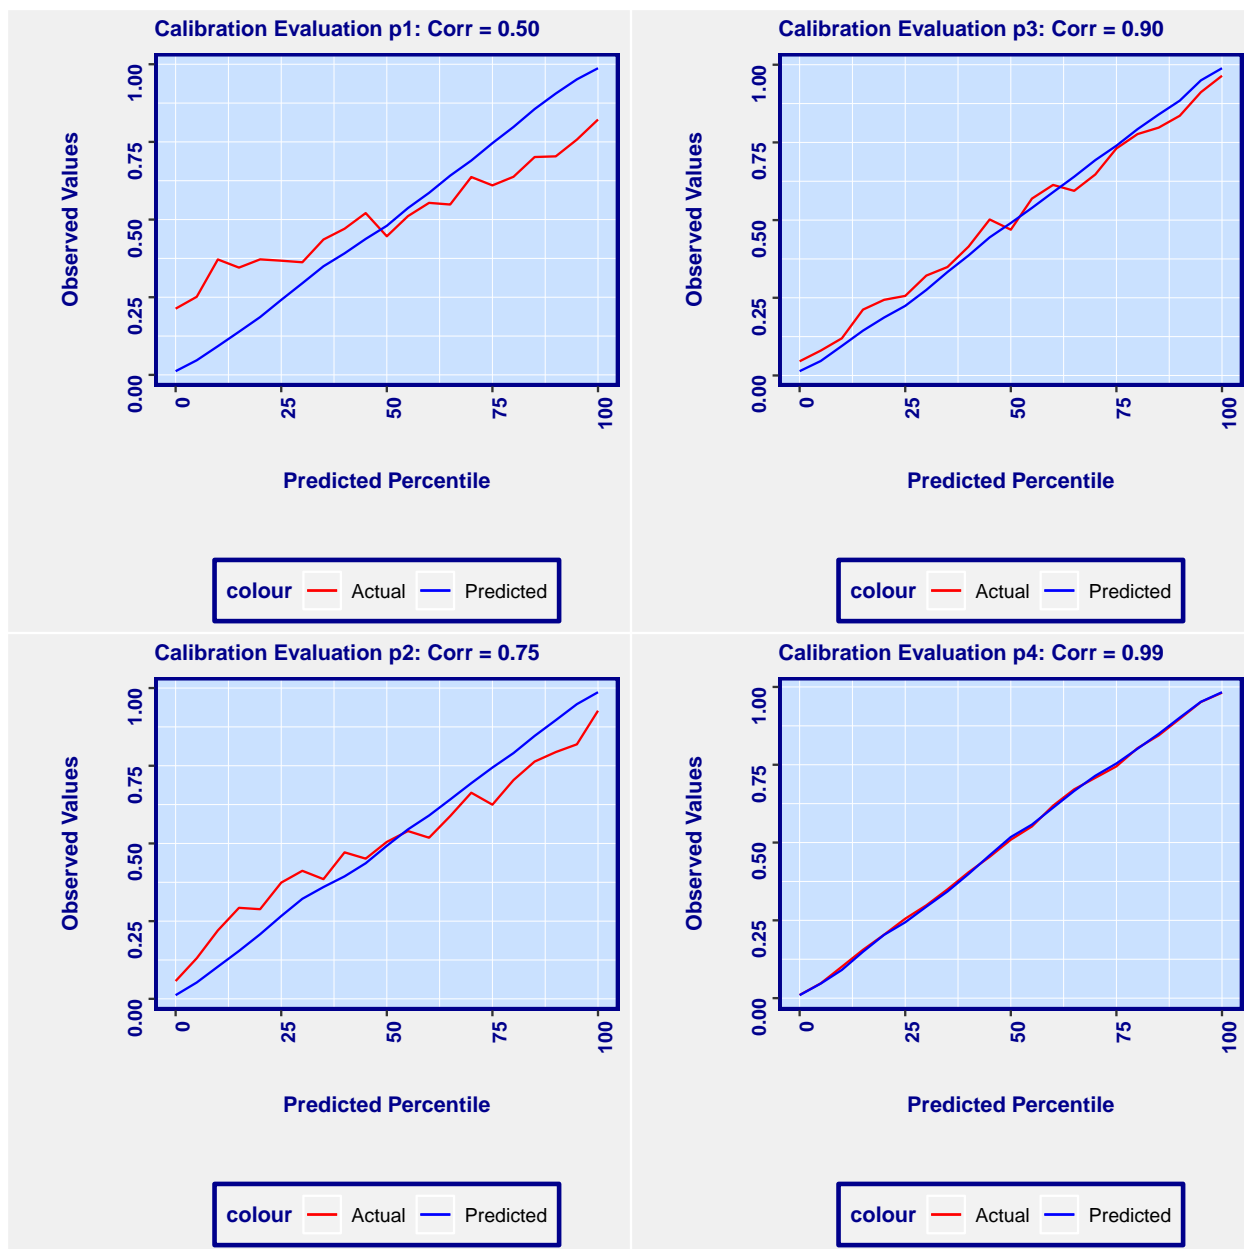 Calibration Evaluation p1: Corr = 0.50
Observed Values
1.00
0.75
0.50
0.25
0.00
0
25
50
75
100
Predicted Percentile
colour Actual Predicted
Calibration Evaluation p3: Corr = 0.90
Observed Values
1.00
0.75
0.50
0.25
0.00
0
25
50
75
100
Predicted Percentile
colour Actual Predicted
Calibration Evaluation p2: Corr = 0.75
Observed Values
1.00
0.75
0.50
0.25
0.00
0
25
50
75
100
Predicted Percentile
colour Actual Predicted
Calibration Evaluation p4: Corr = 0.99
Observed Values
1.00
0.75
0.50
0.25
0.00
0
25
50
75
100
Predicted Percentile
colour Actual Predicted